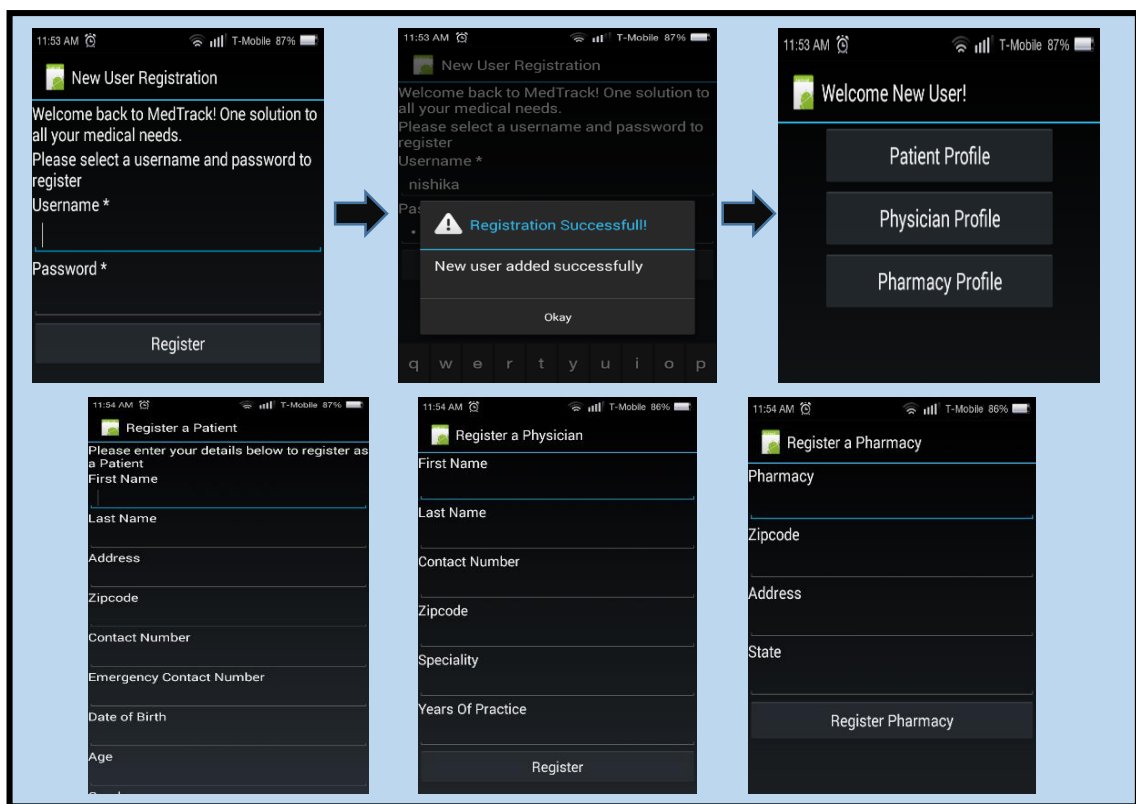 11:53 AM T-Mobile 87%
New User Registration
Welcome back to MedTrack! One solution to
all your medical needs.
Please select a username and password to
register
Username *
Password *
Register
11:53 AM T-Mobile 87%
New User Registration
Welcome back to MedTrack! One solution to
all your medical needs.
Please select a username and password to
register
Username *
nishika
Pa
Registration Successfull!
New user added successfully
Okay
q w e r t y u i o p
11:53 AM T-Mobile 87%
Welcome New User!
Patient Profile
Physician Profile
Pharmacy Profile
11:54 AM T-Mobile 87%
Register a Patient
Please enter your details below to register as
a Patient
First Name
Last Name
Address
Zipcode
Contact Number
Emergency Contact Number
Date of Birth
Age
11:54 AM T-Mobile 86%
Register a Physician
First Name
Last Name
Contact Number
Zipcode
Speciality
Years Of Practice
Register
11:54 AM T-Mobile 86%
Register a Pharmacy
Pharmacy
Zipcode
Address
State
Register Pharmacy